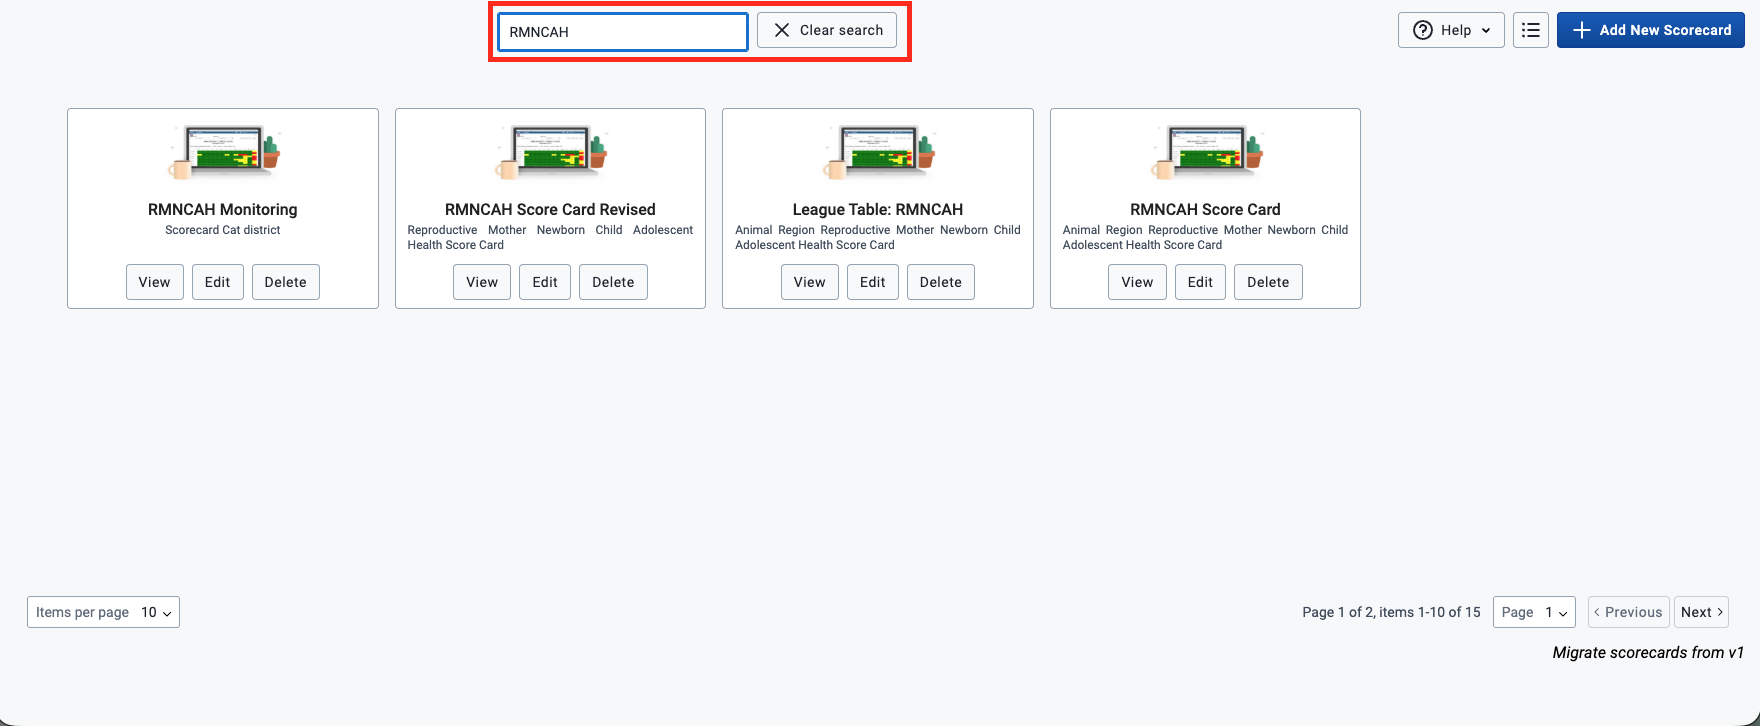 RMNCAH
Clear search
Help
Add New Scorecard
RMNCAH Monitoring
Scorecard Cat district
View
Edit
Delete
RMNCAH Score Card Revised
Reproductive Mother Newborn Child Adolescent
Health Score Card
View
Edit
Delete
League Table: RMNCAH
Animal Region Reproductive Mother Newborn Child
Adolescent Health Score Card
View
Edit
Delete
RMNCAH Score Card
Animal Region Reproductive Mother Newborn Child
Adolescent Health Score Card
View
Edit
Delete
Items per page 10
Page 1 of 2, items 1-10 of 15
Page 1
Previous
Next
Migrate scorecards from v1